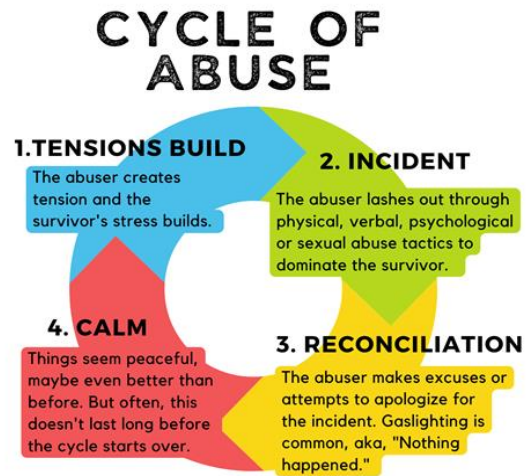 CYCLE OF
ABUSE
1.TENSIONS BUILD
The abuser creates
tension and the
survivor's stress builds.
2. INCIDENT
The abuser lashes out through
physical, verbal, psychological
or sexual abuse tactics to
dominate the survivor.
3. RECONCILIATION
The abuser makes excuses or
attempts to apologize for
the incident. Gaslighting is
common, aka, "Nothing
happened."
4. CALM
Things seem peaceful,
maybe even better than
before. But often, this
doesn't last long before
the cycle starts over.